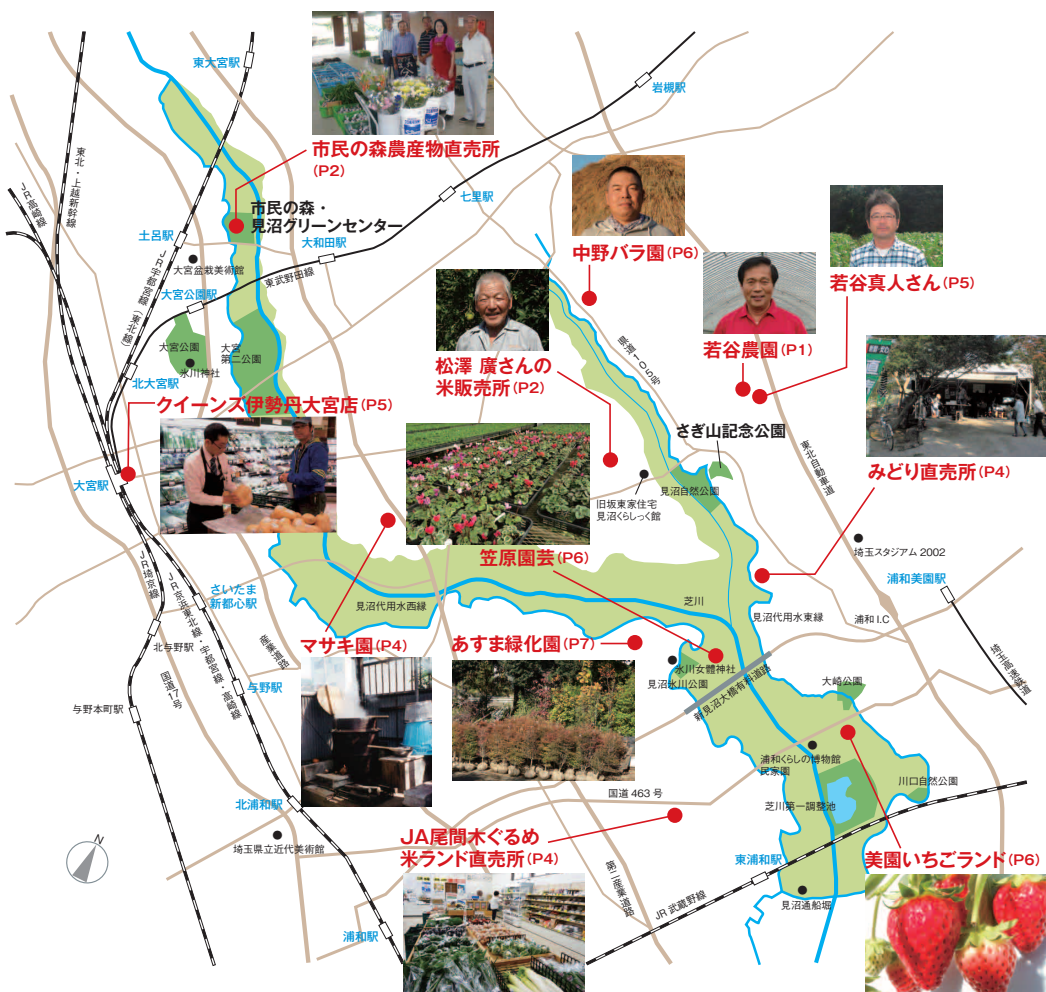 東大宮駅
岩槻駅
市民の森農産物直売所
(P2)
東北・上越新幹線
JR高崎線
七里駅
中野バラ園(P6)
市民の森・
見沼グリーンセンター
土呂駅
大和田駅
大宮盆栽美術館
東武野田線
JR宇都宮線(東北線)
大宮公園駅
若谷真人さん(P5)
若谷農園(P1)
県道105号
大宮公園
大宮
第二公園
氷川神社
北大宮駅
松澤 廣さんの
米販売所(P2)
クイーンズ伊勢丹大宮店(P5)
さぎ山記念公園
東北自動車道
みどり直売所(P4)
大宮駅
見沼自然公園
旧坂東家住宅
見沼くらしっく館
埼玉スタジアム2002
笠原園芸(P6)
浦和美園駅
JR埼京線
JR京浜東北線・宇都宮線・高崎線
さいたま
新都心駅
見沼代用水西縁
芝川
見沼代用水東縁
浦和I.C
北与野駅
産業道路
マサキ園(P4)
あすま緑化園(P7)
氷川女體神社
見沼氷川公園
新見沼大橋有料道路
大崎公園
埼玉高速鉄道
国道17号
与野駅
与野本町駅
浦和くらしの博物館
民家園
川口自然公園
国道463号
芝川第一調整池
北浦和駅
N
埼玉県立近代美術館
JA尾間木ぐるめ
米ランド直売所(P4)
東浦和駅
美園いちごランド(P6)
第二産業道路
JR武蔵野線
見沼通船堀
浦和駅